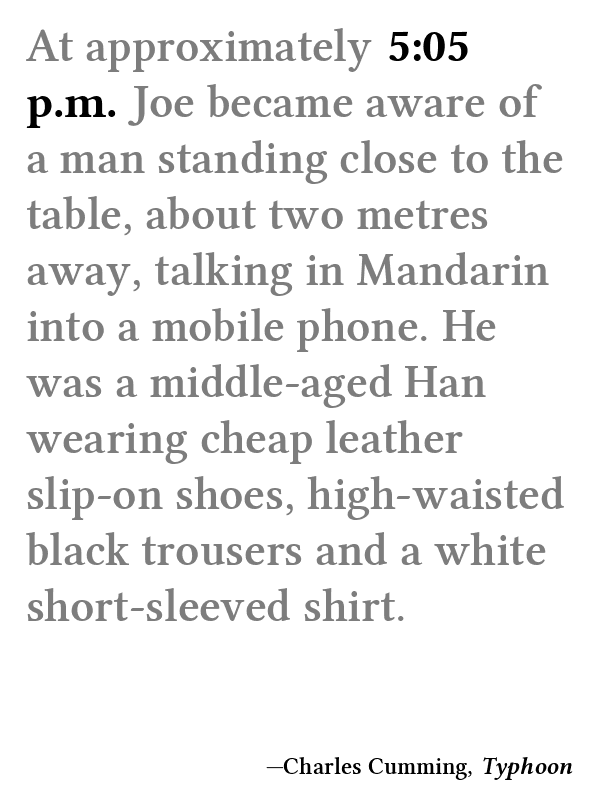 At approximately 5:05
p.m. Joe became aware of
a man standing close to the
table, about two metres
away, talking in Mandarin
into a mobile phone. He
was a middle-aged Han
wearing cheap leather
slip-on shoes, high-waisted
black trousers and a white
short-sleeved shirt.
—Charles Cumming, Typhoon